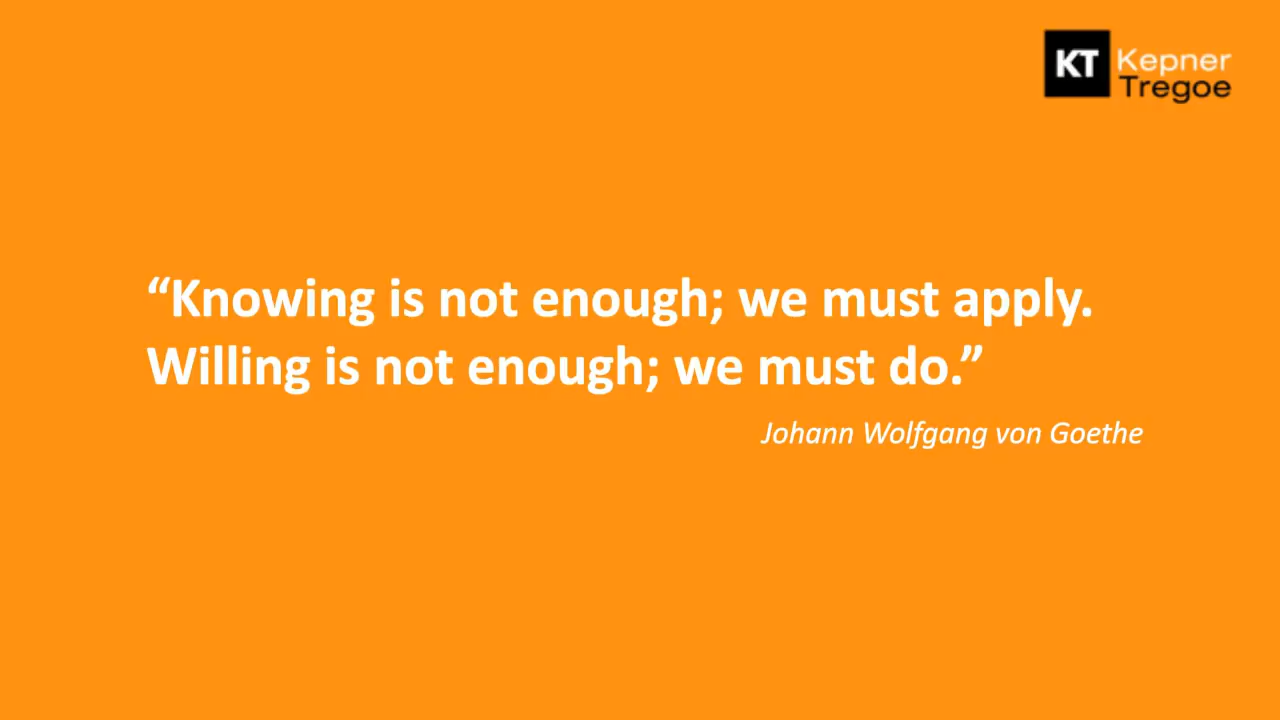 KT Kepner
Tregoe
“Knowing is not enough; we must apply.
Willing is not enough; we must do.”
Johann Wolfgang von Goethe